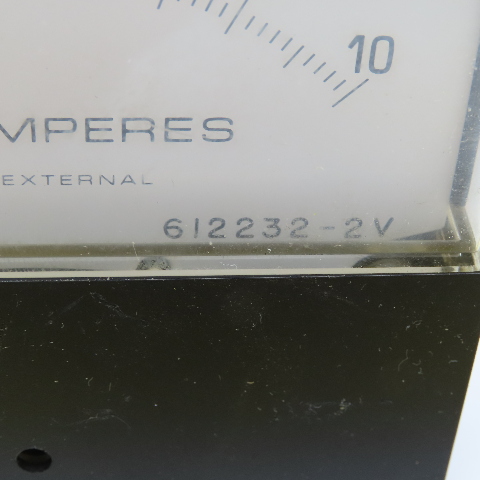 10
MPERES
EXTERNAL
612232-2V